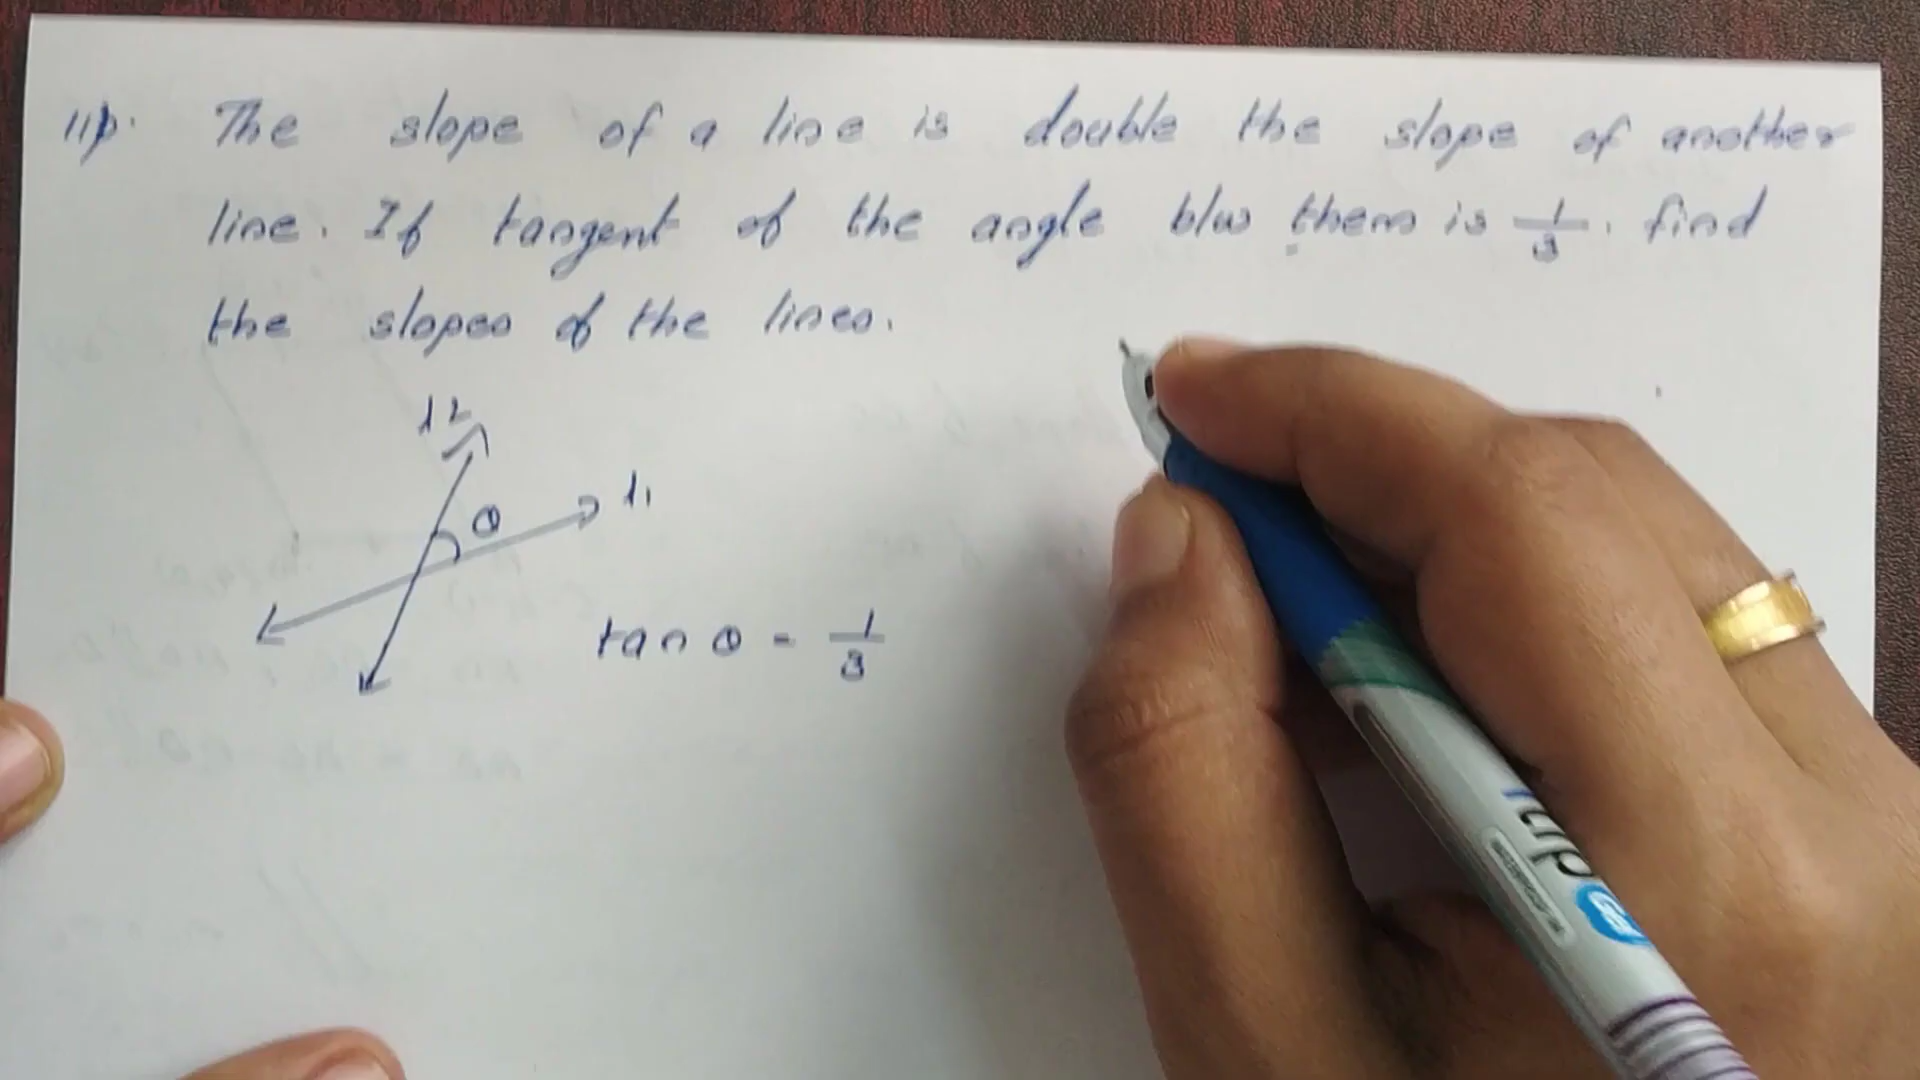 11). The slope of a line is double the slope of another
line. If tangent of the angle b/w them is 1/3. find
the slopes of the lines.
l2
l1
θ
tan θ = 1/3